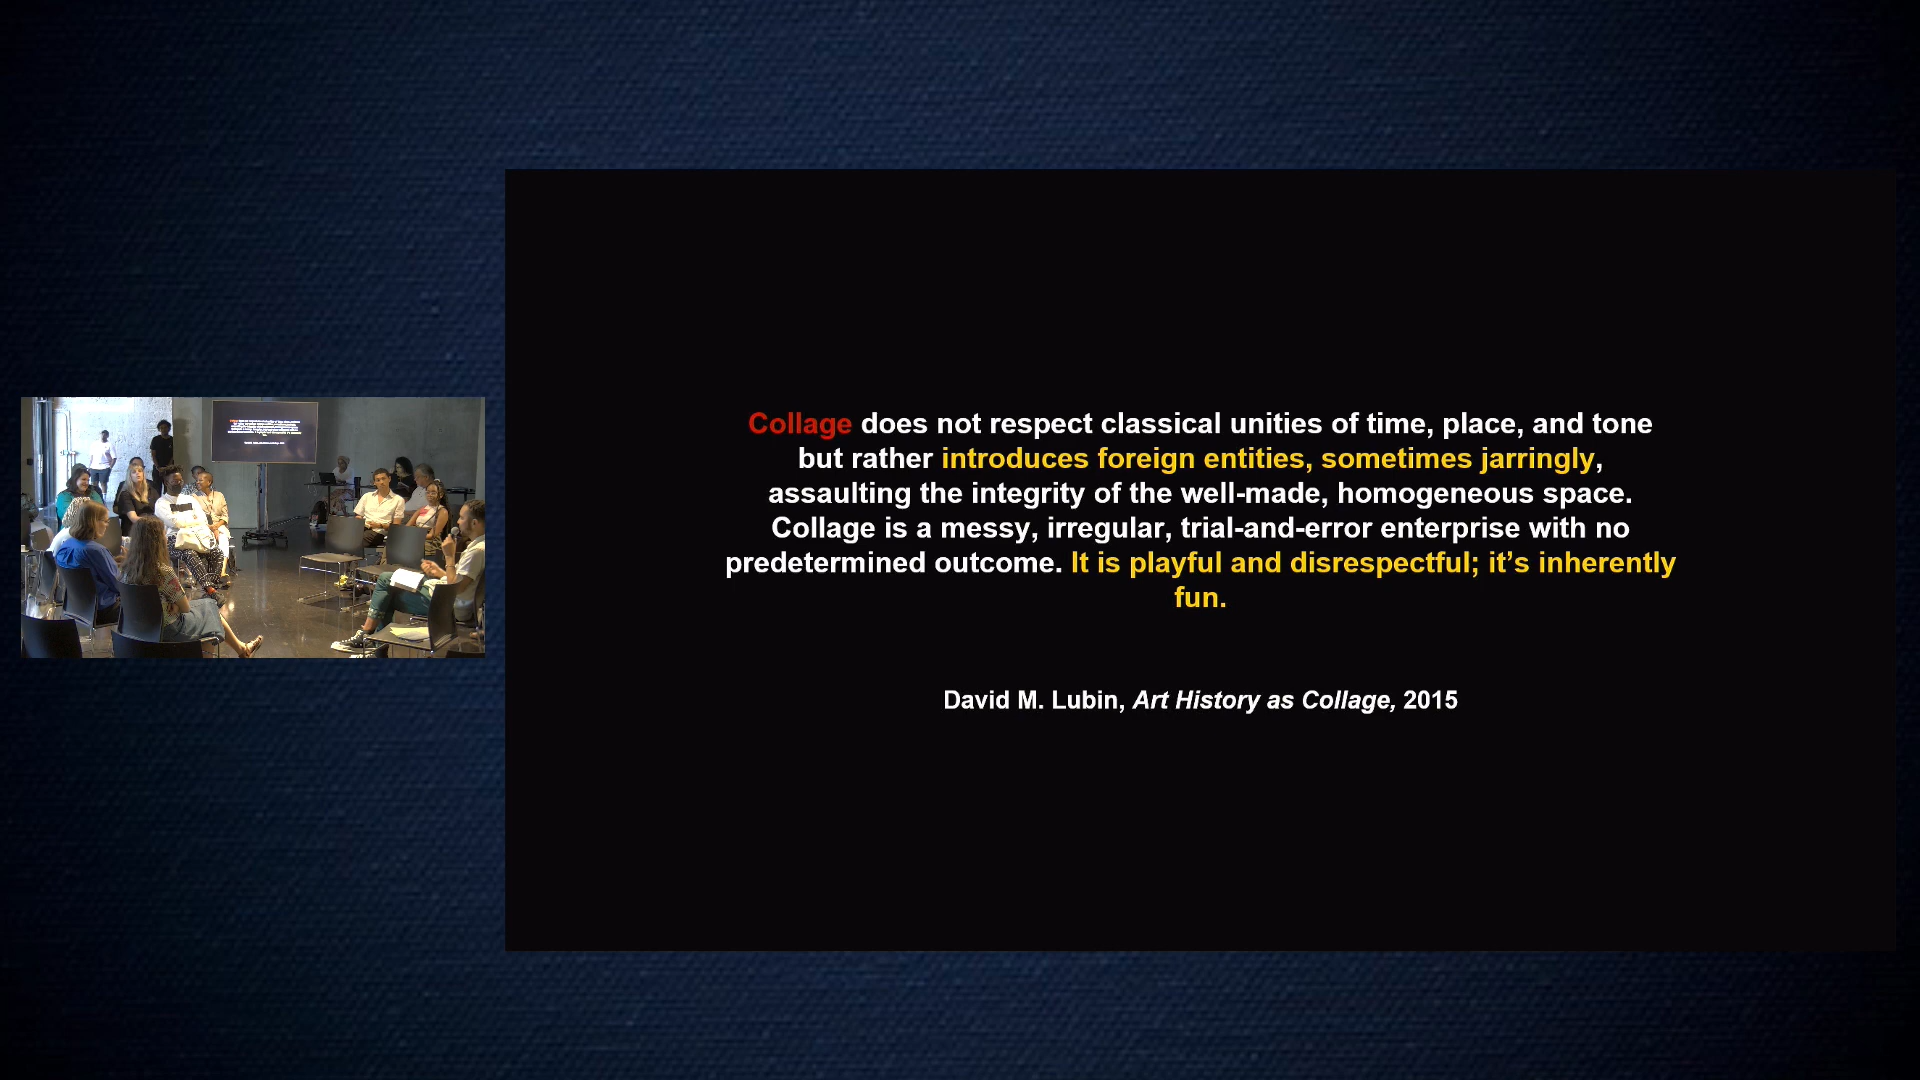 Collage does not respect classical unities of time, place, and tone
but rather introduces foreign entities, sometimes jarringly,
assaulting the integrity of the well-made, homogeneous space.
Collage is a messy, irregular, trial-and-error enterprise with no
predetermined outcome. It is playful and disrespectful; it’s inherently
fun.
David M. Lubin, Art History as Collage, 2015